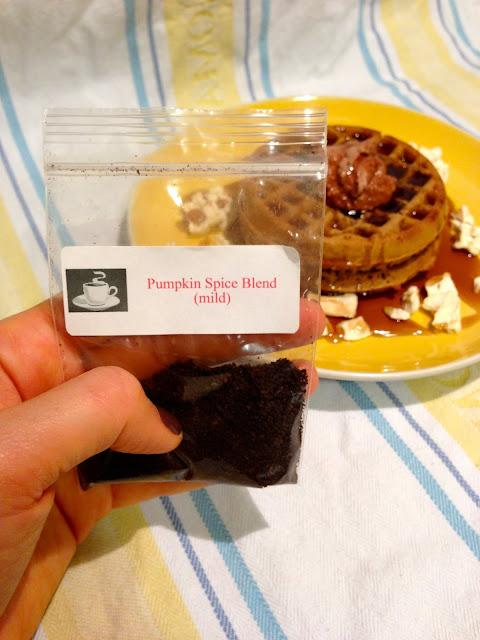 Pumpkin Spice Blend
(mild)